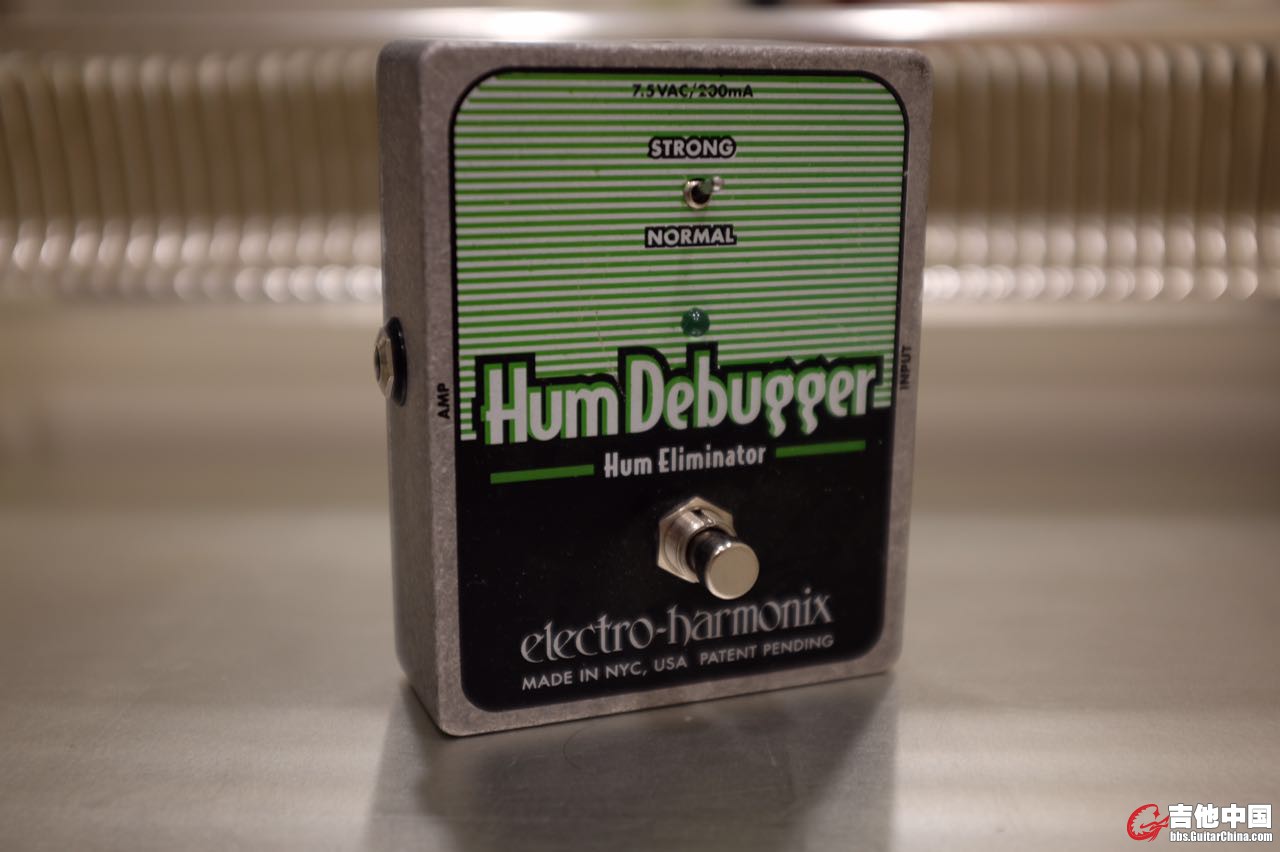 7.5VAC/200mA
STRONG
NORMAL
AMP
INPUT
Hum Debugger
Hum Eliminator
electro-harmonix
MADE IN NYC, USA PATENT PENDING
吉他中国
bbs.GuitarChina.com